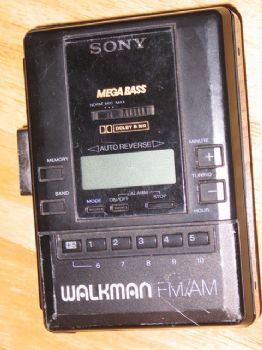 SONY
MEGA BASS
NORM MID MAX
DOLBY B NR
AUTO REVERSE
MINUTE
MEMORY
+
TUNING
ALARM
BAND
MODE ON/OFF STOP
−
HOUR
1 2 3 4 5
6 7 8 9 10
WALKMAN FM/AM